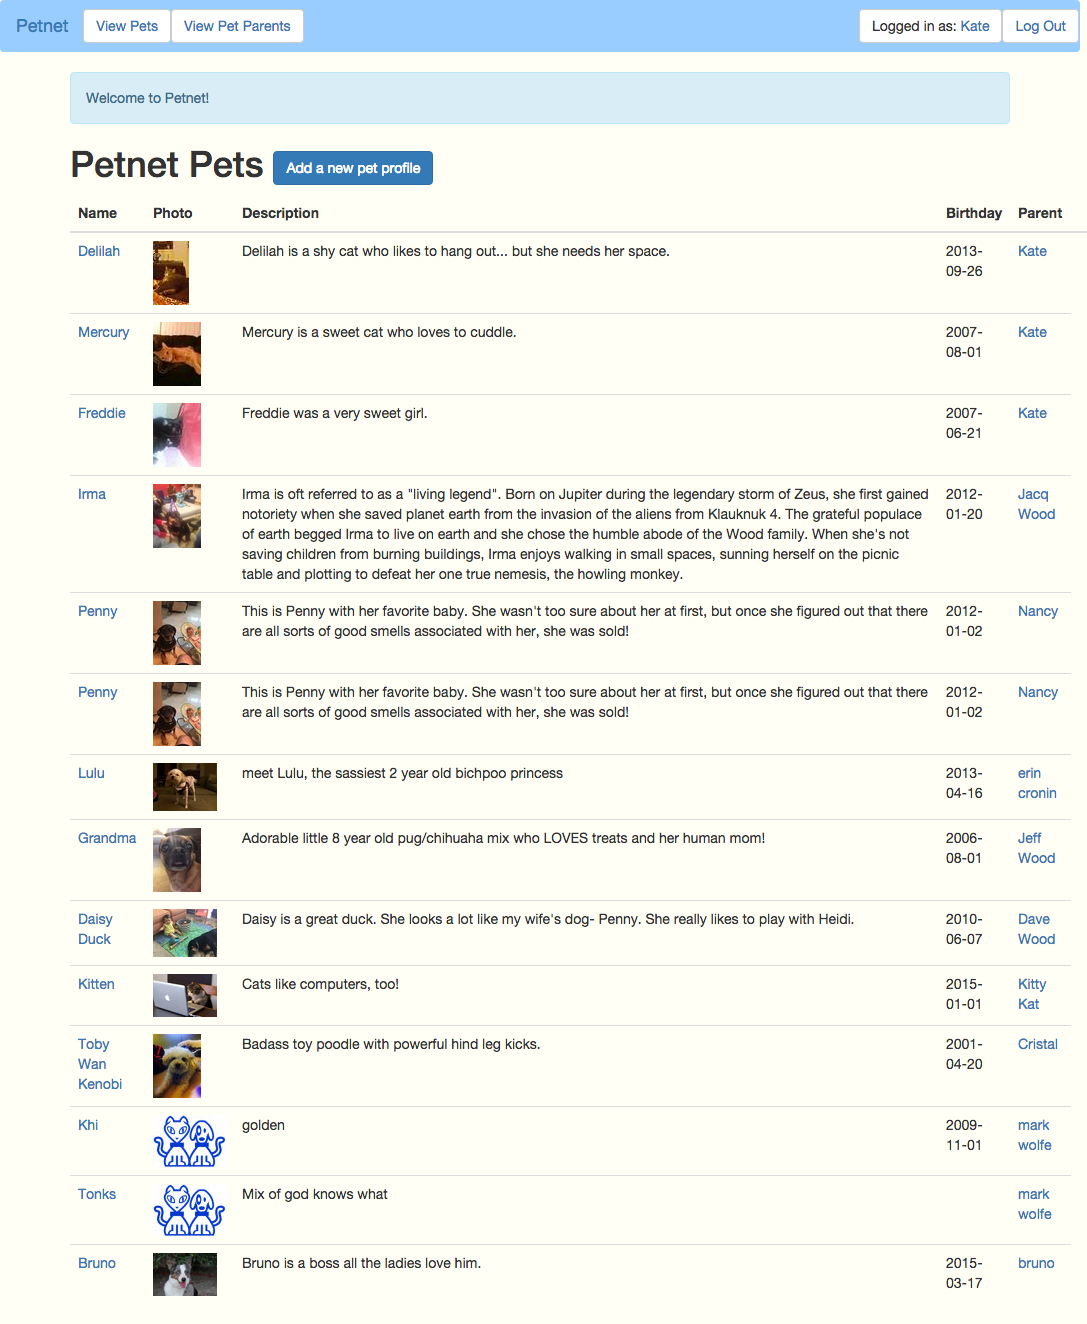 Petnet View Pets View Pet Parents Logged in as: Kate Log Out
Welcome to Petnet!
Petnet Pets Add a new pet profile
Name Photo Description Birthday Parent
Delilah Delilah is a shy cat who likes to hang out... but she needs her space. 2013- Kate
09-26
Mercury Mercury is a sweet cat who loves to cuddle. 2007- Kate
08-01
Freddie Freddie was a very sweet girl. 2007- Kate
06-21
Irma Irma is oft referred to as a "living legend". Born on Jupiter during the legendary storm of Zeus, she first gained 2012- Jacq
notoriety when she saved planet earth from the invasion of the aliens from Klauknuk 4. The grateful populace 01-20 Wood
of earth begged Irma to live on earth and she chose the humble abode of the Wood family. When she's not
saving children from burning buildings, Irma enjoys walking in small spaces, sunning herself on the picnic
table and plotting to defeat her one true nemesis, the howling monkey.
Penny This is Penny with her favorite baby. She wasn't too sure about her at first, but once she figured out that there 2012- Nancy
are all sorts of good smells associated with her, she was sold! 01-02
Penny This is Penny with her favorite baby. She wasn't too sure about her at first, but once she figured out that there 2012- Nancy
are all sorts of good smells associated with her, she was sold! 01-02
Lulu meet Lulu, the sassiest 2 year old bichpoo princess 2013- erin
04-16 cronin
Grandma Adorable little 8 year old pug/chihuaha mix who LOVES treats and her human mom! 2006- Jeff
08-01 Wood
Daisy Daisy is a great duck. She looks a lot like my wife's dog- Penny. She really likes to play with Heidi. 2010- Dave
Duck 06-07 Wood
Kitten Cats like computers, too! 2015- Kitty
01-01 Kat
Toby Badass toy poodle with powerful hind leg kicks. 2001- Cristal
Wan 04-20
Kenobi
Khi golden 2009- mark
11-01 wolfe
Tonks Mix of god knows what mark
wolfe
Bruno Bruno is a boss all the ladies love him. 2015- bruno
03-17